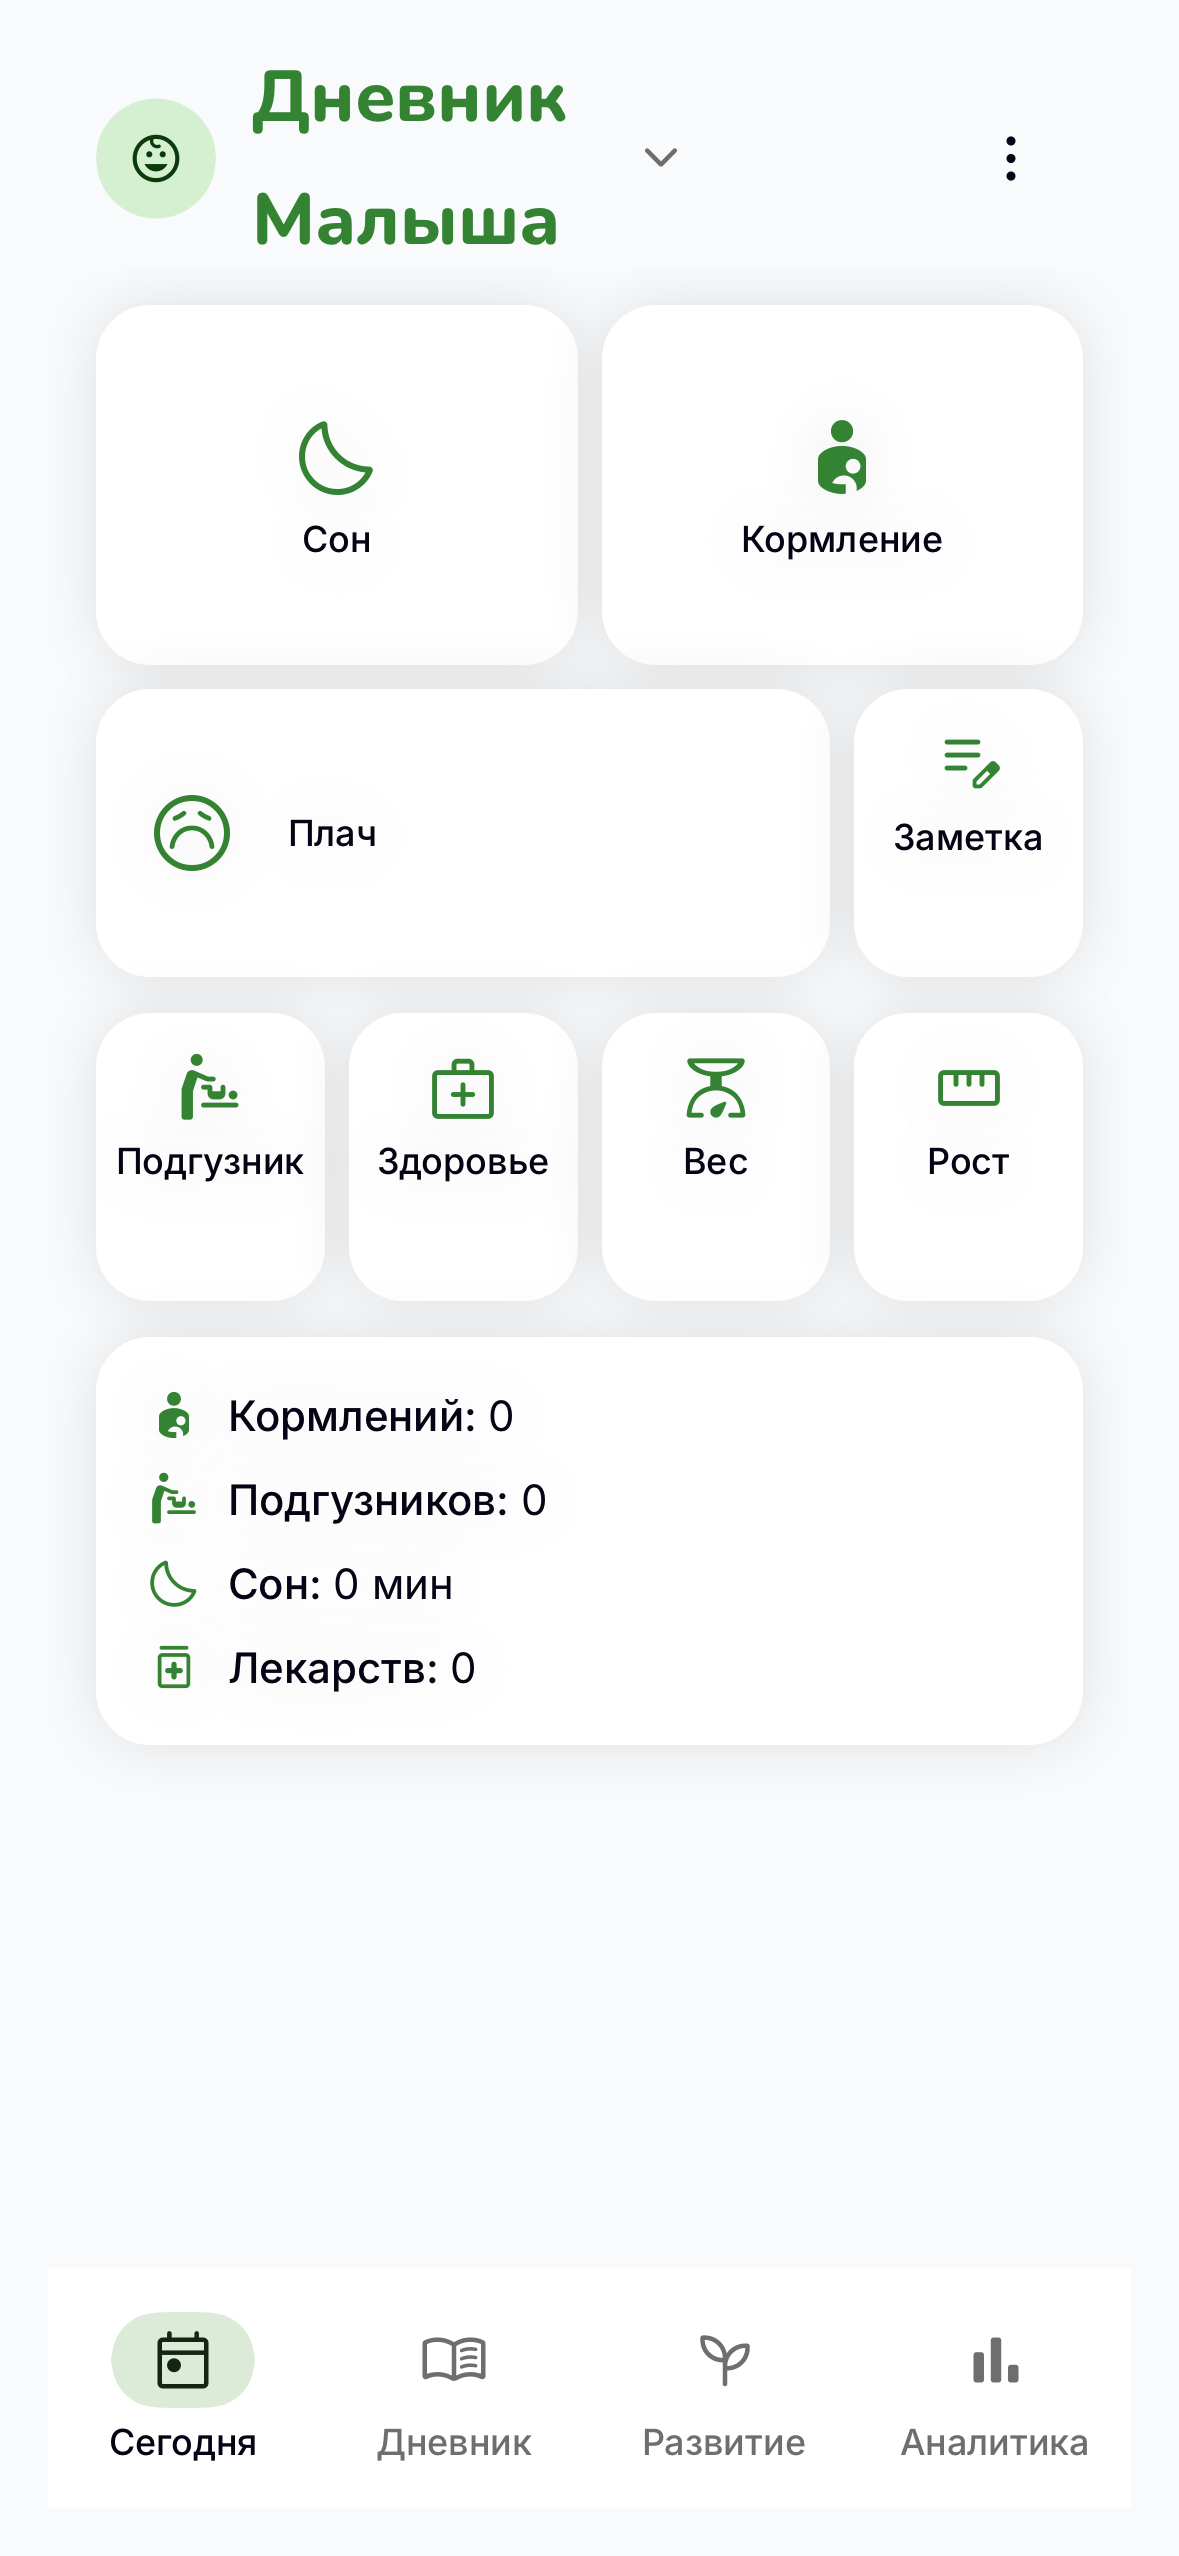 Дневник
Малыша
Сон
Кормление
Плач
Заметка
Подгузник
Здоровье
Вес
Рост
Кормлений: 0
Подгузников: 0
Сон: 0 мин
Лекарств: 0
Сегодня
Дневник
Развитие
Аналитика